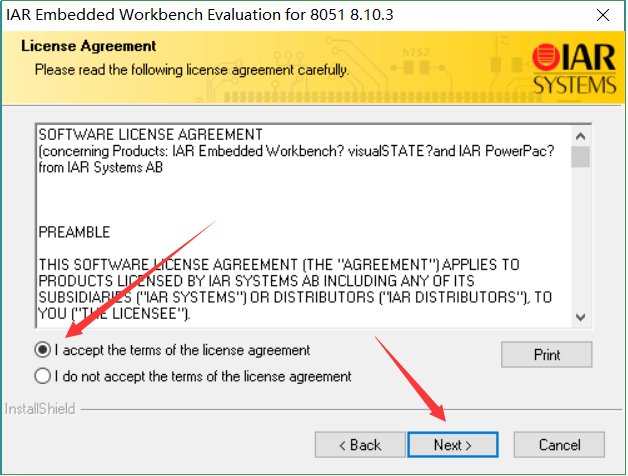 IAR Embedded Workbench Evaluation for 8051 8.10.3
License Agreement
Please read the following license agreement carefully.
h752
IAR
SYSTEMS
SOFTWARE LICENSE AGREEMENT
(concerning Products: IAR Embedded Workbench? visualSTATE?and IAR PowerPac?
from IAR Systems AB
PREAMBLE
THIS SOFTWARE LICENSE AGREEMENT (THE "AGREEMENT") APPLIES TO
PRODUCTS LICENSED BY IAR SYSTEMS AB INCLUDING ANY OF ITS
SUBSIDIARIES ("IAR SYSTEMS") OR DISTRIBUTORS ("IAR DISTRIBUTORS"), TO
YOU ("THE LICENSEE").
I accept the terms of the license agreement
Print
I do not accept the terms of the license agreement
InstallShield
< Back
Next >
Cancel